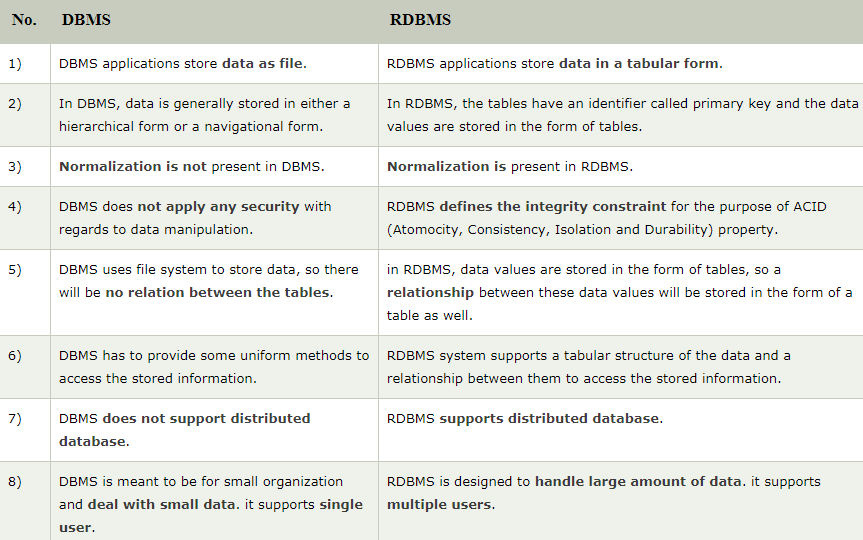 No. DBMS RDBMS
1) DBMS applications store data as file. RDBMS applications store data in a tabular form.
2) In DBMS, data is generally stored in either a In RDBMS, the tables have an identifier called primary key and the data
hierarchical form or a navigational form. values are stored in the form of tables.
3) Normalization is not present in DBMS. Normalization is present in RDBMS.
4) DBMS does not apply any security with RDBMS defines the integrity constraint for the purpose of ACID
regards to data manipulation. (Atomocity, Consistency, Isolation and Durability) property.
5) DBMS uses file system to store data, so there in RDBMS, data values are stored in the form of tables, so a
will be no relation between the tables. relationship between these data values will be stored in the form of a
table as well.
6) DBMS has to provide some uniform methods to RDBMS system supports a tabular structure of the data and a
access the stored information. relationship between them to access the stored information.
7) DBMS does not support distributed RDBMS supports distributed database.
database.
8) DBMS is meant to be for small organization RDBMS is designed to handle large amount of data. it supports
and deal with small data. it supports single multiple users.
user.